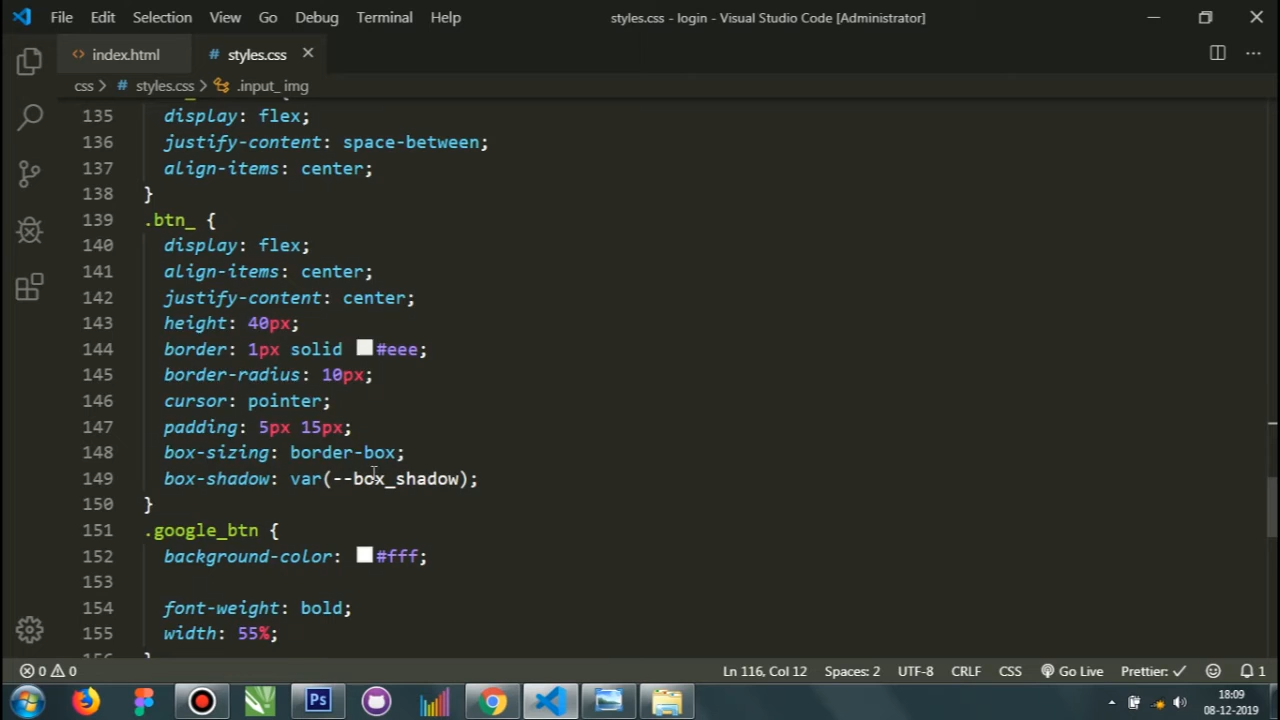 File Edit Selection View Go Debug Terminal Help styles.css - login - Visual Studio Code [Administrator]
index.html # styles.css
css styles.css .input_img
135 display: flex;
136 justify-content: space-between;
137 align-items: center;
138 }
139 .btn_ {
140 display: flex;
141 align-items: center;
142 justify-content: center;
143 height: 40px;
144 border: 1px solid #eee;
145 border-radius: 10px;
146 cursor: pointer;
147 padding: 5px 15px;
148 box-sizing: border-box;
149 box-shadow: var(--box_shadow);
150 }
151 .google_btn {
152 background-color: #fff;
153
154 font-weight: bold;
155 width: 55%;
0 0 Ln 116, Col 12 Spaces: 2 UTF-8 CRLF CSS Go Live Prettier: ✓ 1
Ps 18:09
08-12-2019